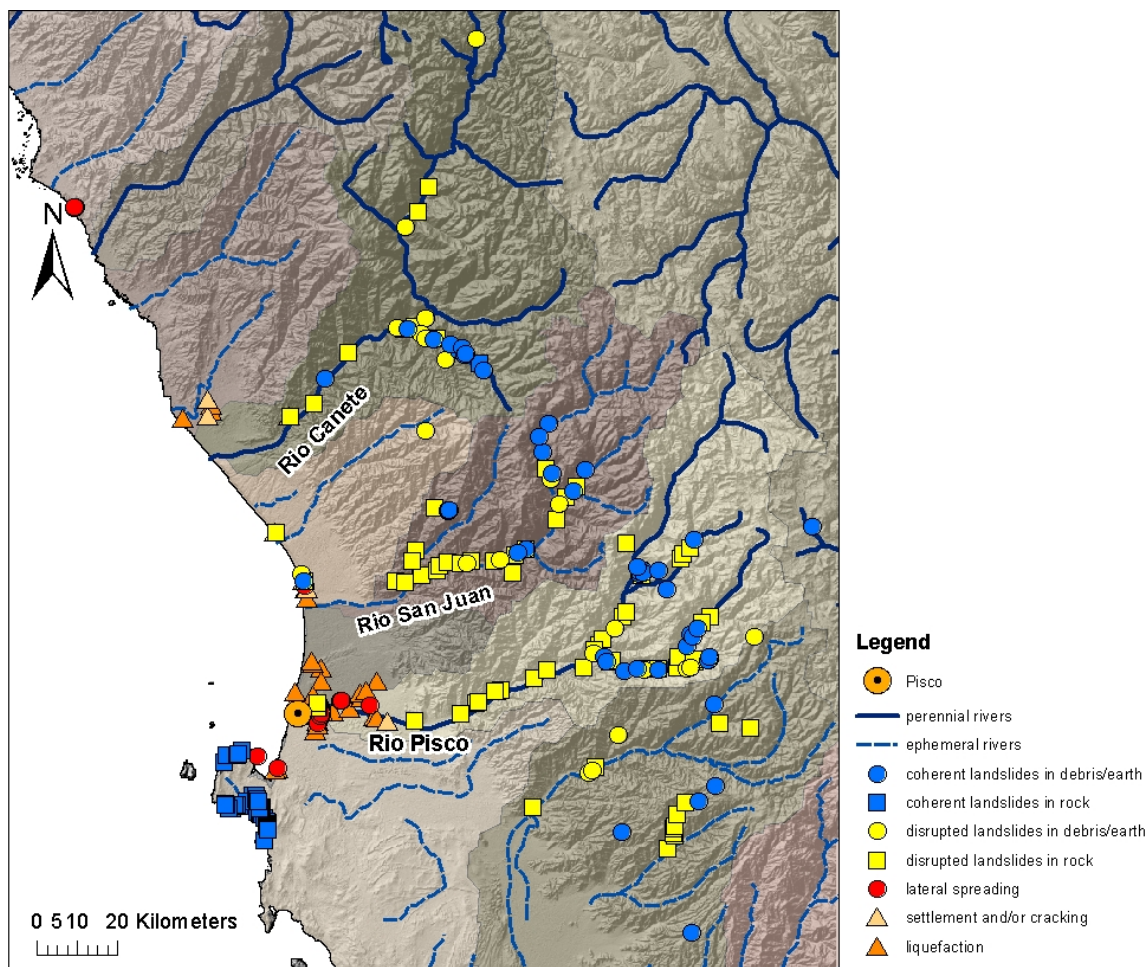 N
Rio Canete
Rio San Juan
Rio Pisco
0 510 20 Kilometers
Legend
Pisco
perennial rivers
ephemeral rivers
coherent landslides in debris/earth
coherent landslides in rock
disrupted landslides in debris/earth
disrupted landslides in rock
lateral spreading
settlement and/or cracking
liquefaction